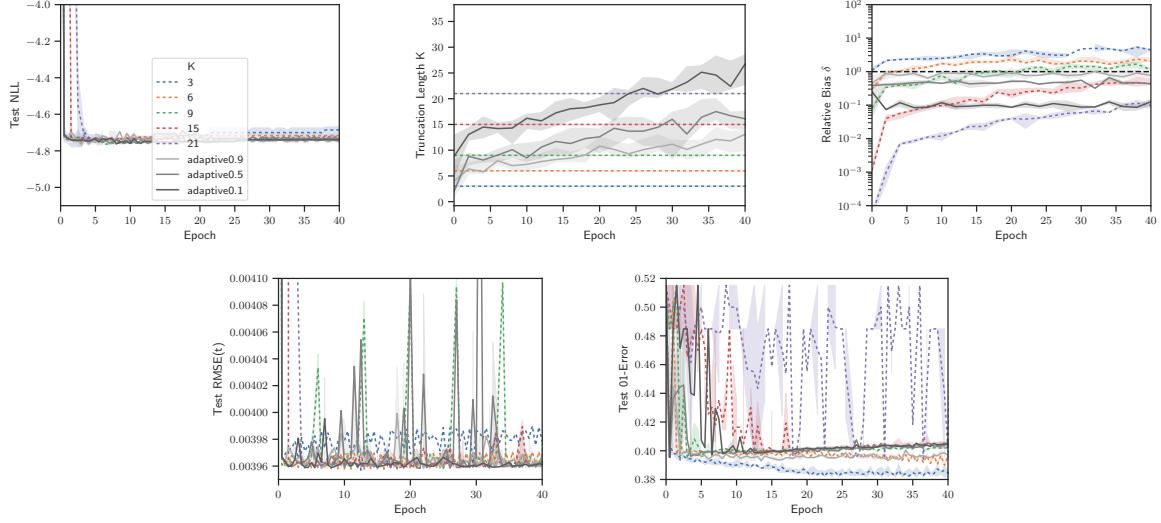 −4.0
−4.2
−4.4
−4.6
−4.8
−5.0
Test NLL
0 5 10 15 20 25 30 35 40
Epoch
K
3
6
9
15
21
adaptive0.9
adaptive0.5
adaptive0.1
35
30
25
20
15
10
5
0
Truncation Length K
0 5 10 15 20 25 30 35 40
Epoch
10²
10¹
10⁰
10⁻¹
10⁻²
10⁻³
10⁻⁴
Relative Bias δ
0 5 10 15 20 25 30 35 40
Epoch
0.00410
0.00408
0.00406
0.00404
0.00402
0.00400
0.00398
0.00396
Test RMSE(t)
0 10 20 30 40
Epoch
0.52
0.50
0.48
0.46
0.44
0.42
0.40
0.38
Test 01-Error
0 5 10 15 20 25 30 35 40
Epoch